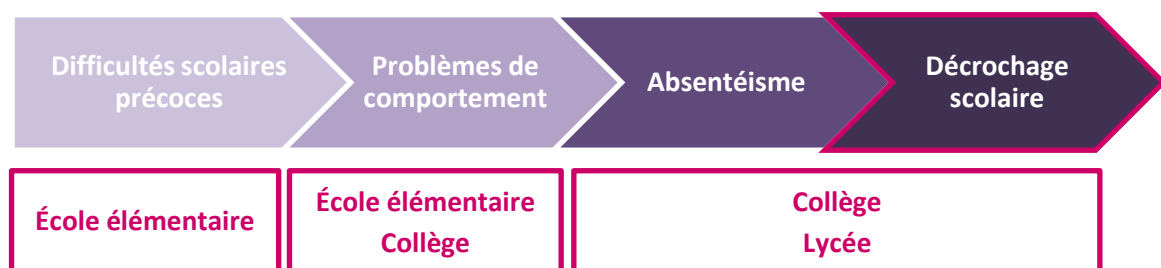 Difficultés scolaires
précoces
Problèmes de
comportement
Absentéisme
Décrochage
scolaire
École élémentaire
École élémentaire
Collège
Collège
Lycée